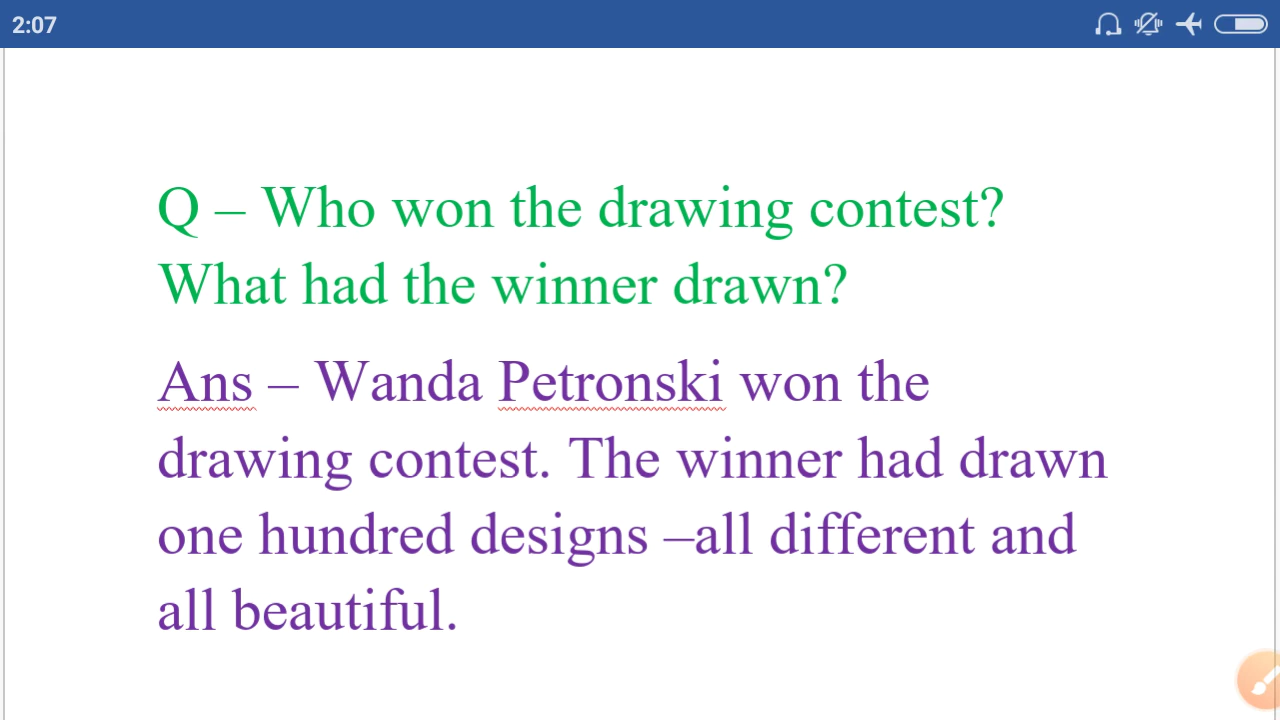 2:07
Q – Who won the drawing contest?
What had the winner drawn?
Ans – Wanda Petronski won the
drawing contest. The winner had drawn
one hundred designs –all different and
all beautiful.